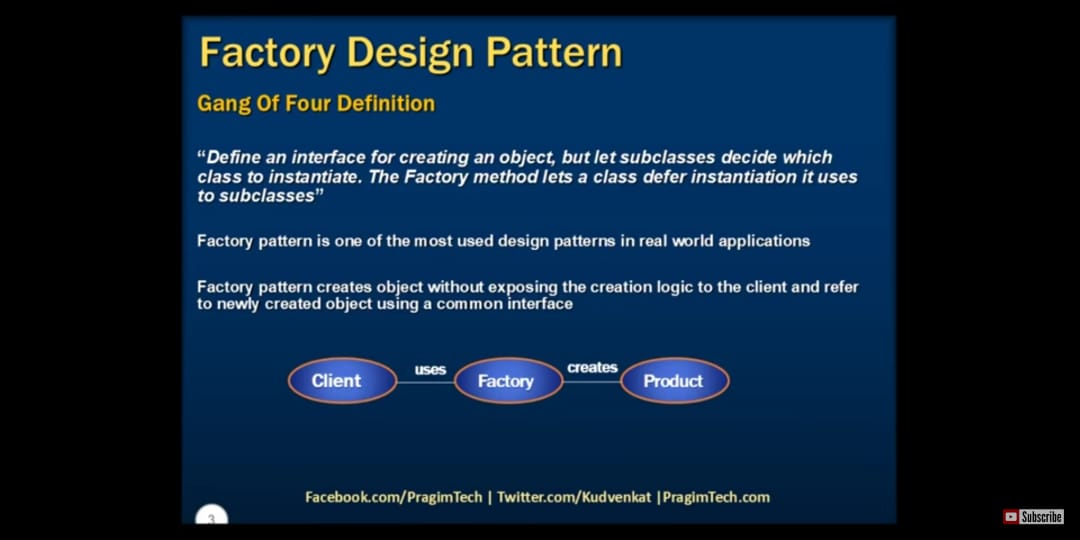 Factory Design Pattern
Gang Of Four Definition
“Define an interface for creating an object, but let subclasses decide which
class to instantiate. The Factory method lets a class defer instantiation it uses
to subclasses”
Factory pattern is one of the most used design patterns in real world applications
Factory pattern creates object without exposing the creation logic to the client and refer
to newly created object using a common interface
Client uses Factory creates Product
Facebook.com/PragimTech | Twitter.com/Kudvenkat |PragimTech.com
3
Subscribe